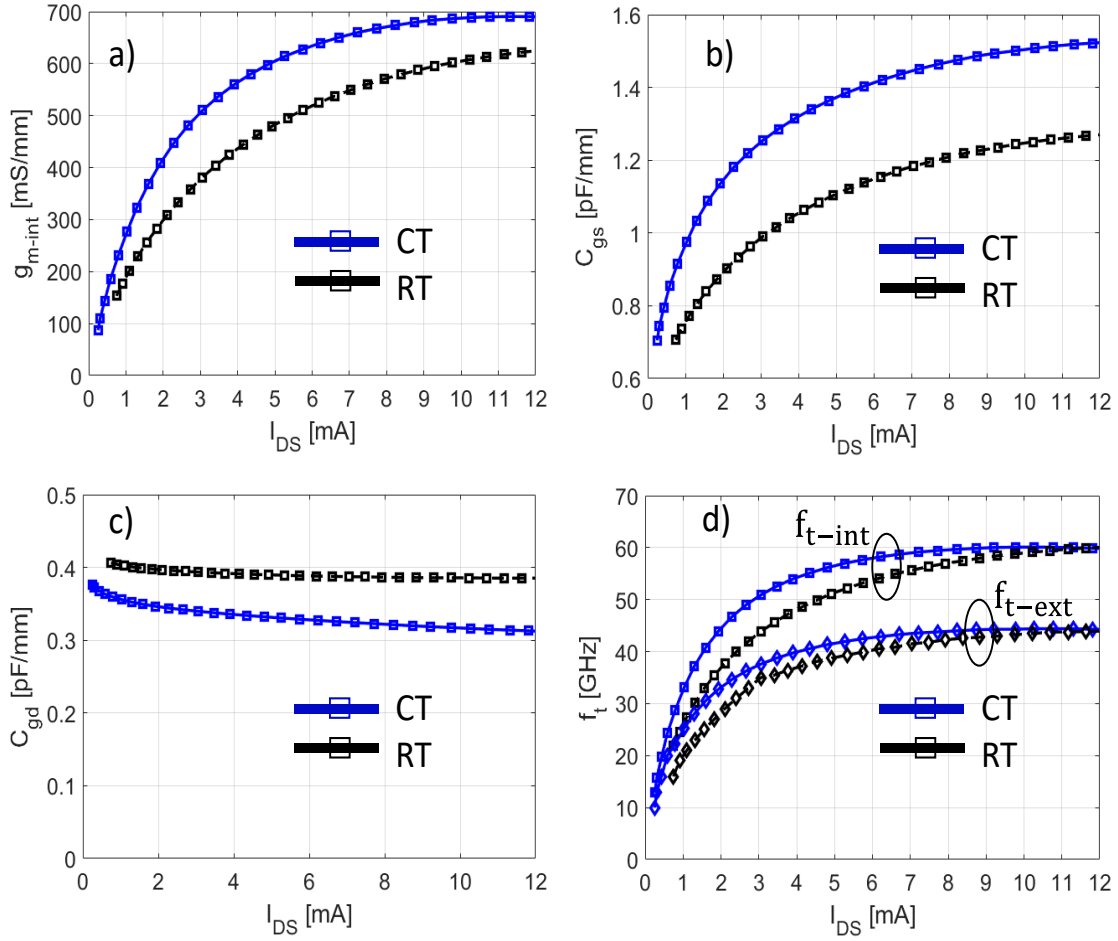 a)
g_m-int [mS/mm]
700
600
500
400
300
200
100
0
CT
RT
0 1 2 3 4 5 6 7 8 9 10 11 12
I_DS [mA]
b)
C_gs [pF/mm]
1.6
1.4
1.2
1
0.8
0.6
CT
RT
0 1 2 3 4 5 6 7 8 9 10 11 12
I_DS [mA]
c)
C_gd [pF/mm]
0.5
0.4
0.3
0.2
0.1
0
CT
RT
0 2 4 6 8 10 12
I_DS [mA]
d)
f_t [GHz]
70
60
50
40
30
20
10
0
f_t−int
f_t−ext
CT
RT
0 1 2 3 4 5 6 7 8 9 10 11 12
I_DS [mA]